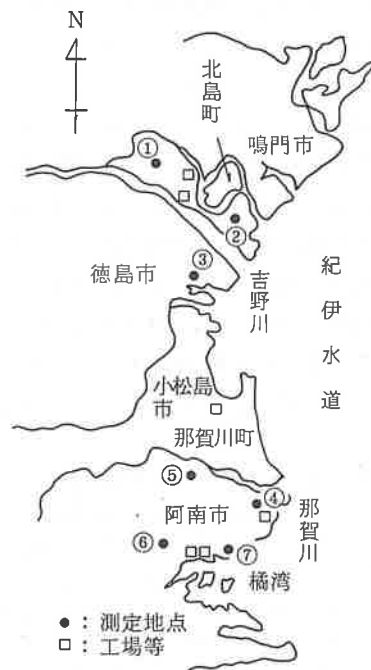 N
北島町
鳴門市
①
②
③
徳島市
吉野川
紀伊水道
小松島市
那賀川町
⑤
④
阿南市
那賀川
⑥
⑦
橘湾
●：測定地点
□：工場等